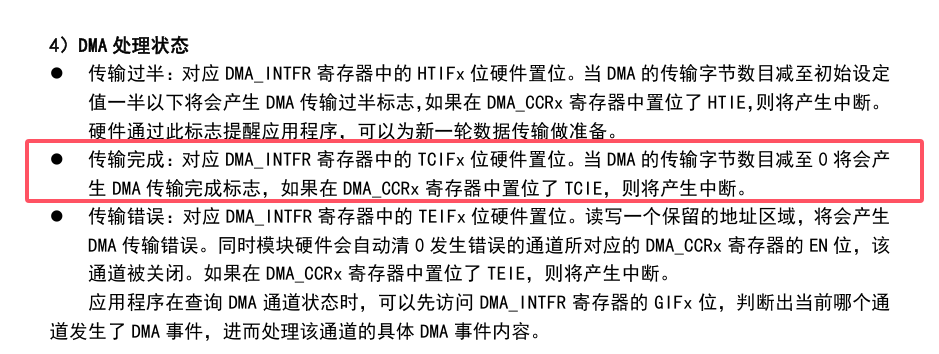 4）DMA 处理状态
● 传输过半：对应 DMA_INTFR 寄存器中的 HTIFx 位硬件置位。当 DMA 的传输字节数目减至初始设定
值一半以下将会产生 DMA 传输过半标志，如果在 DMA_CCRx 寄存器中置位了 HTIE，则将产生中断。
硬件通过此标志提醒应用程序，可以为新一轮数据传输做准备。
● 传输完成：对应 DMA_INTFR 寄存器中的 TCIFx 位硬件置位。当 DMA 的传输字节数目减至 0 将会产
生 DMA 传输完成标志，如果在 DMA_CCRx 寄存器中置位了 TCIE，则将产生中断。
● 传输错误：对应 DMA_INTFR 寄存器中的 TEIFx 位硬件置位。读写一个保留的地址区域，将会产生
DMA 传输错误。同时模块硬件会自动清 0 发生错误的通道所对应的 DMA_CCRx 寄存器的 EN 位，该
通道被关闭。如果在 DMA_CCRx 寄存器中置位了 TEIE，则将产生中断。
应用程序在查询 DMA 通道状态时，可以先访问 DMA_INTFR 寄存器的 GIFx 位，判断出当前哪个通
道发生了 DMA 事件，进而处理该通道的具体 DMA 事件内容。